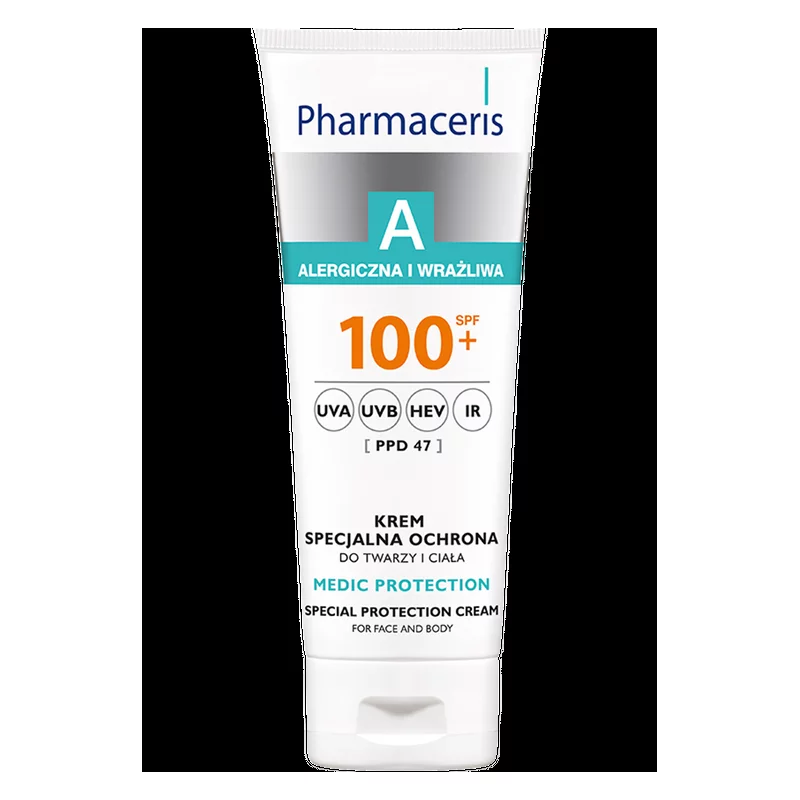 Pharmaceris
A
ALERGICZNA I WRAŻLIWA
100+ SPF
UVA UVB HEV IR
[ PPD 47 ]
KREM
SPECJALNA OCHRONA
DO TWARZY I CIAŁA
MEDIC PROTECTION
SPECIAL PROTECTION CREAM
FOR FACE AND BODY